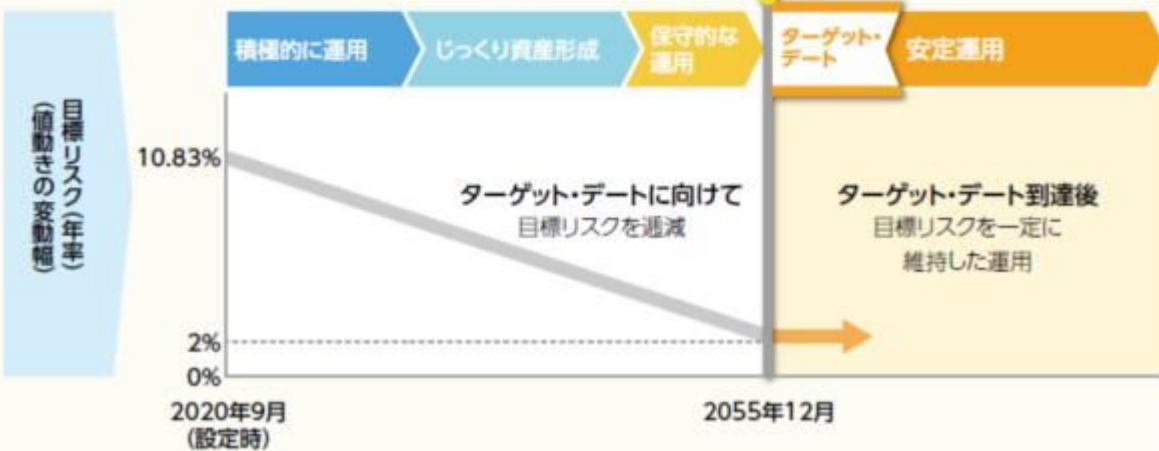 積極的に運用
じっくり資産形成
保守的な
運用
ターゲット・
デート
安定運用
目標リスク(年率)
(値動きの変動幅)
10.83%
ターゲット・デートに向けて
目標リスクを逓減
ターゲット・デート到達後
目標リスクを一定に
維持した運用
2%
0%
2020年9月
(設定時)
2055年12月